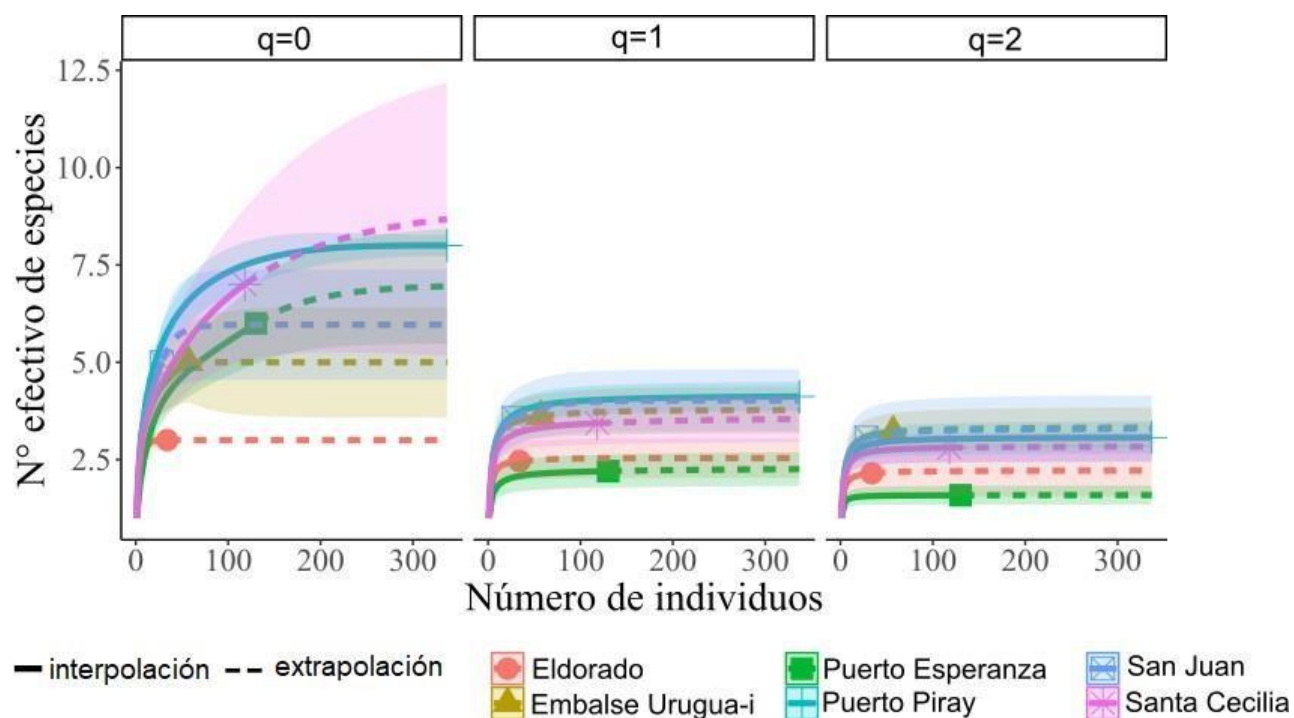 q=0 q=1 q=2
12.5
10.0
7.5
5.0
2.5
N° efectivo de especies
0 100 200 300 0 100 200 300 0 100 200 300
Número de individuos
interpolación extrapolación
Eldorado Puerto Esperanza San Juan
Embalse Urugua-i Puerto Piray Santa Cecilia